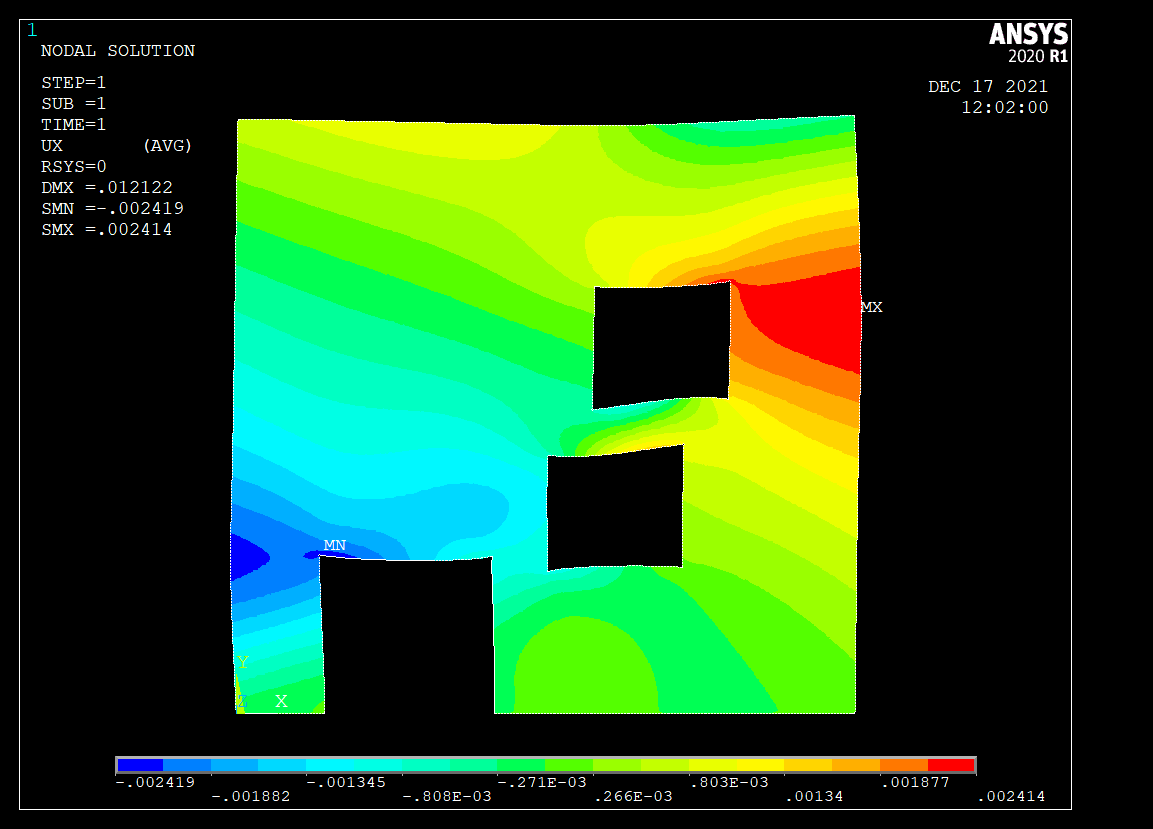 1
NODAL SOLUTION
STEP=1
SUB =1
TIME=1
UX (AVG)
RSYS=0
DMX =.012122
SMN =-.002419
SMX =.002414
ANSYS
2020 R1
DEC 17 2021
12:02:00
MX
MN
Y
Z X
-.002419 -.001345 -.271E-03 .803E-03 .001877
-.001882 -.808E-03 .266E-03 .00134 .002414